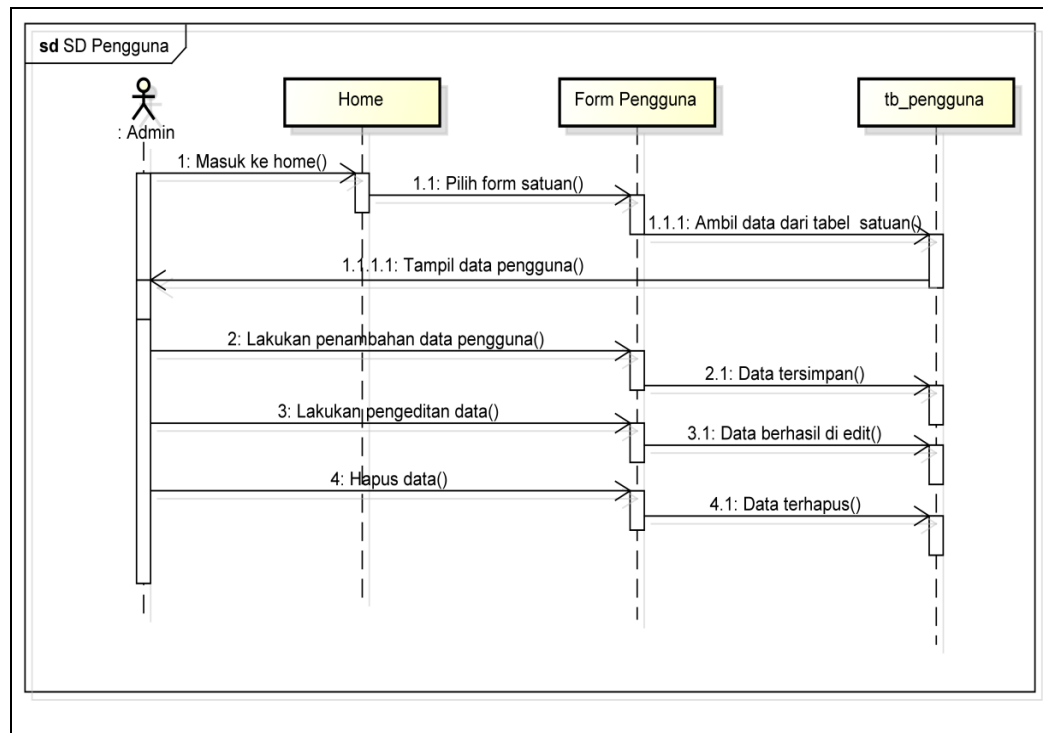 sd SD Pengguna
: Admin
Home
Form Pengguna
tb_pengguna
1: Masuk ke home()
1.1: Pilih form satuan()
1.1.1: Ambil data dari tabel satuan()
1.1.1.1: Tampil data pengguna()
2: Lakukan penambahan data pengguna()
2.1: Data tersimpan()
3: Lakukan pengeditan data()
3.1: Data berhasil di edit()
4: Hapus data()
4.1: Data terhapus()